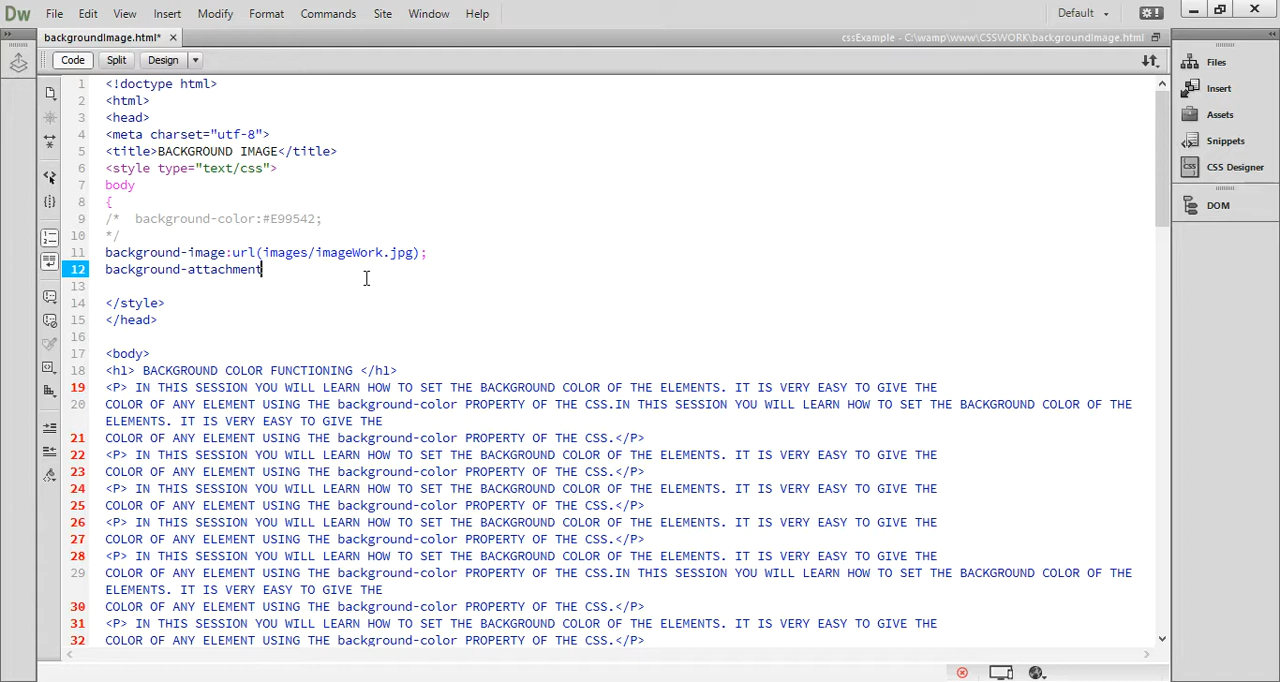 Dw File Edit View Insert Modify Format Commands Site Window Help Default
backgroundImage.html* cssExample - C:\wamp\www\CSSWORK\backgroundImage.html
Code Split Design
1 <!doctype html>
2 <html>
3 <head>
4 <meta charset="utf-8">
5 <title>BACKGROUND IMAGE</title>
6 <style type="text/css">
7 body
8 {
9 /* background-color:#E99542;
10 */
11 background-image:url(images/imageWork.jpg);
12 background-attachment
13
14 </style>
15 </head>
16
17 <body>
18 <h1> BACKGROUND COLOR FUNCTIONING </h1>
19 <P> IN THIS SESSION YOU WILL LEARN HOW TO SET THE BACKGROUND COLOR OF THE ELEMENTS. IT IS VERY EASY TO GIVE THE
20 COLOR OF ANY ELEMENT USING THE background-color PROPERTY OF THE CSS.IN THIS SESSION YOU WILL LEARN HOW TO SET THE BACKGROUND COLOR OF THE
ELEMENTS. IT IS VERY EASY TO GIVE THE
21 COLOR OF ANY ELEMENT USING THE background-color PROPERTY OF THE CSS.</P>
22 <P> IN THIS SESSION YOU WILL LEARN HOW TO SET THE BACKGROUND COLOR OF THE ELEMENTS. IT IS VERY EASY TO GIVE THE
23 COLOR OF ANY ELEMENT USING THE background-color PROPERTY OF THE CSS.</P>
24 <P> IN THIS SESSION YOU WILL LEARN HOW TO SET THE BACKGROUND COLOR OF THE ELEMENTS. IT IS VERY EASY TO GIVE THE
25 COLOR OF ANY ELEMENT USING THE background-color PROPERTY OF THE CSS.</P>
26 <P> IN THIS SESSION YOU WILL LEARN HOW TO SET THE BACKGROUND COLOR OF THE ELEMENTS. IT IS VERY EASY TO GIVE THE
27 COLOR OF ANY ELEMENT USING THE background-color PROPERTY OF THE CSS.</P>
28 <P> IN THIS SESSION YOU WILL LEARN HOW TO SET THE BACKGROUND COLOR OF THE ELEMENTS. IT IS VERY EASY TO GIVE THE
29 COLOR OF ANY ELEMENT USING THE background-color PROPERTY OF THE CSS.IN THIS SESSION YOU WILL LEARN HOW TO SET THE BACKGROUND COLOR OF THE
ELEMENTS. IT IS VERY EASY TO GIVE THE
30 COLOR OF ANY ELEMENT USING THE background-color PROPERTY OF THE CSS.</P>
31 <P> IN THIS SESSION YOU WILL LEARN HOW TO SET THE BACKGROUND COLOR OF THE ELEMENTS. IT IS VERY EASY TO GIVE THE
32 COLOR OF ANY ELEMENT USING THE background-color PROPERTY OF THE CSS.</P>
Files
Insert
Assets
Snippets
CSS Designer
DOM